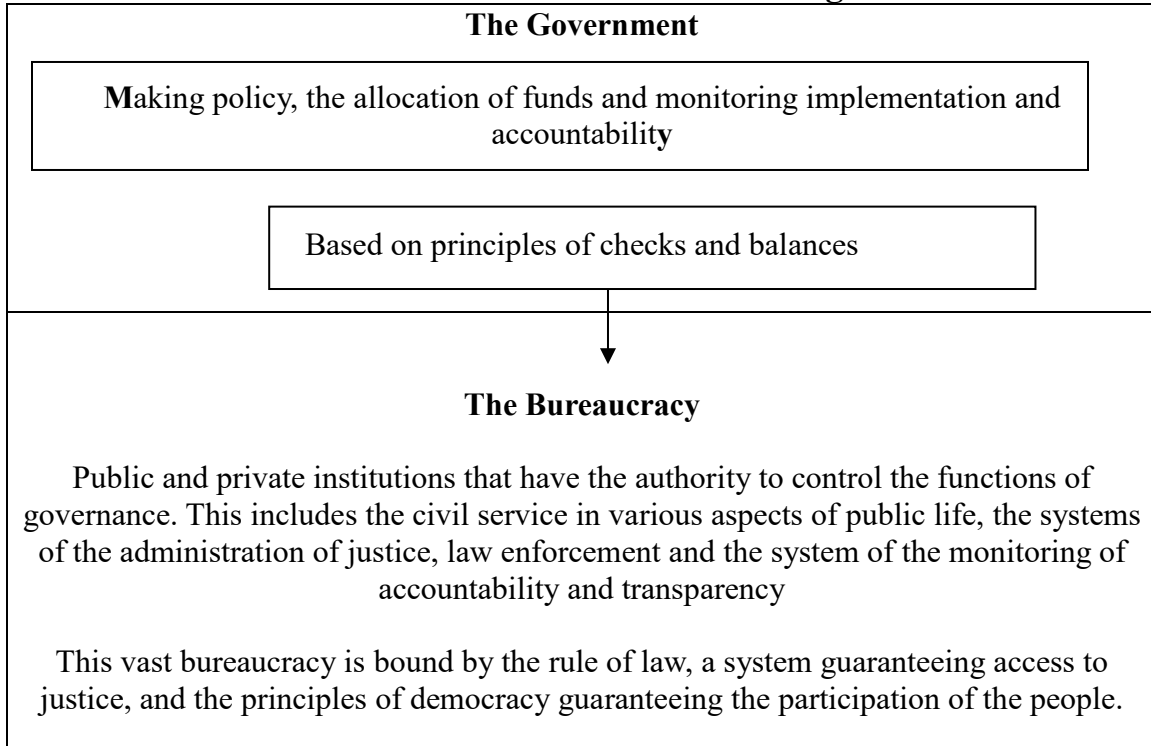 The Government
Making policy, the allocation of funds and monitoring implementation and
accountability
Based on principles of checks and balances
The Bureaucracy
Public and private institutions that have the authority to control the functions of
governance. This includes the civil service in various aspects of public life, the systems
of the administration of justice, law enforcement and the system of the monitoring of
accountability and transparency
This vast bureaucracy is bound by the rule of law, a system guaranteeing access to
justice, and the principles of democracy guaranteeing the participation of the people.